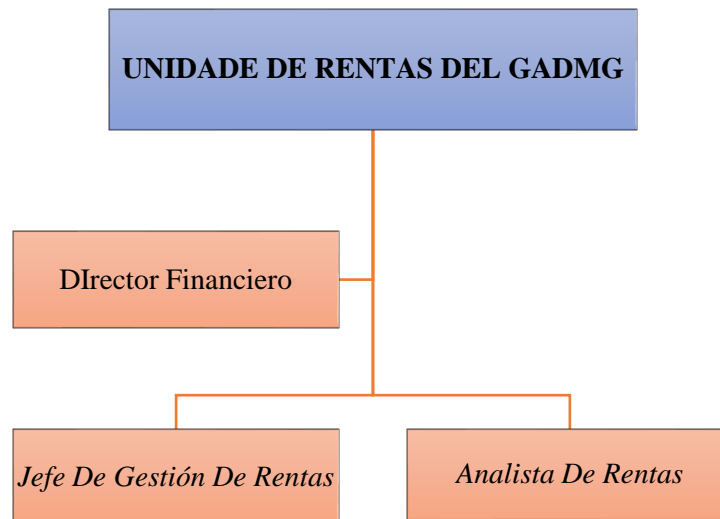 UNIDADE DE RENTAS DEL GADMG
DIrector Financiero
Jefe De Gestión De Rentas
Analista De Rentas